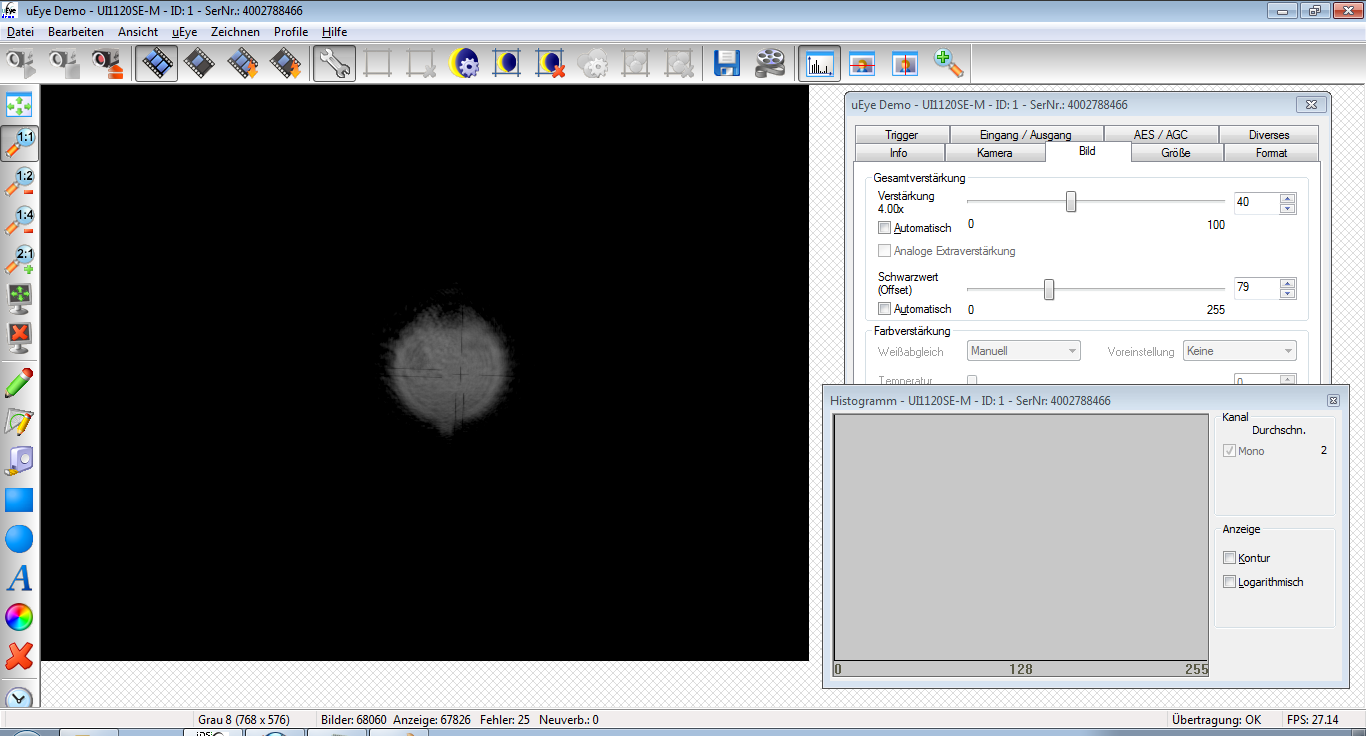 uEye Demo - UI1120SE-M - ID: 1 - SerNr.: 4002788466
Datei Bearbeiten Ansicht uEye Zeichnen Profile Hilfe
1:1
1:2
1:4
2:1
A
uEye Demo - UI1120SE-M - ID: 1 - SerNr.: 4002788466
Trigger Eingang / Ausgang AES / AGC Diverses
Info Kamera Bild Größe Format
Gesamtverstärkung
Verstärkung
4.00x
40
Automatisch
0 100
Analoge Extraverstärkung
Schwarzwert
(Offset)
79
Automatisch
0 255
Farbverstärkung
Weißabgleich Manuell Voreinstellung Keine
Temperatur 0
Histogramm - UI1120SE-M - ID: 1 - SerNr: 4002788466
Kanal
Durchschn.
Mono 2
Anzeige
Kontur
Logarithmisch
0 128 255
Grau 8 (768 x 576) Bilder: 68060 Anzeige: 67826 Fehler: 25 Neuverb.: 0 Übertragung: OK FPS: 27.14